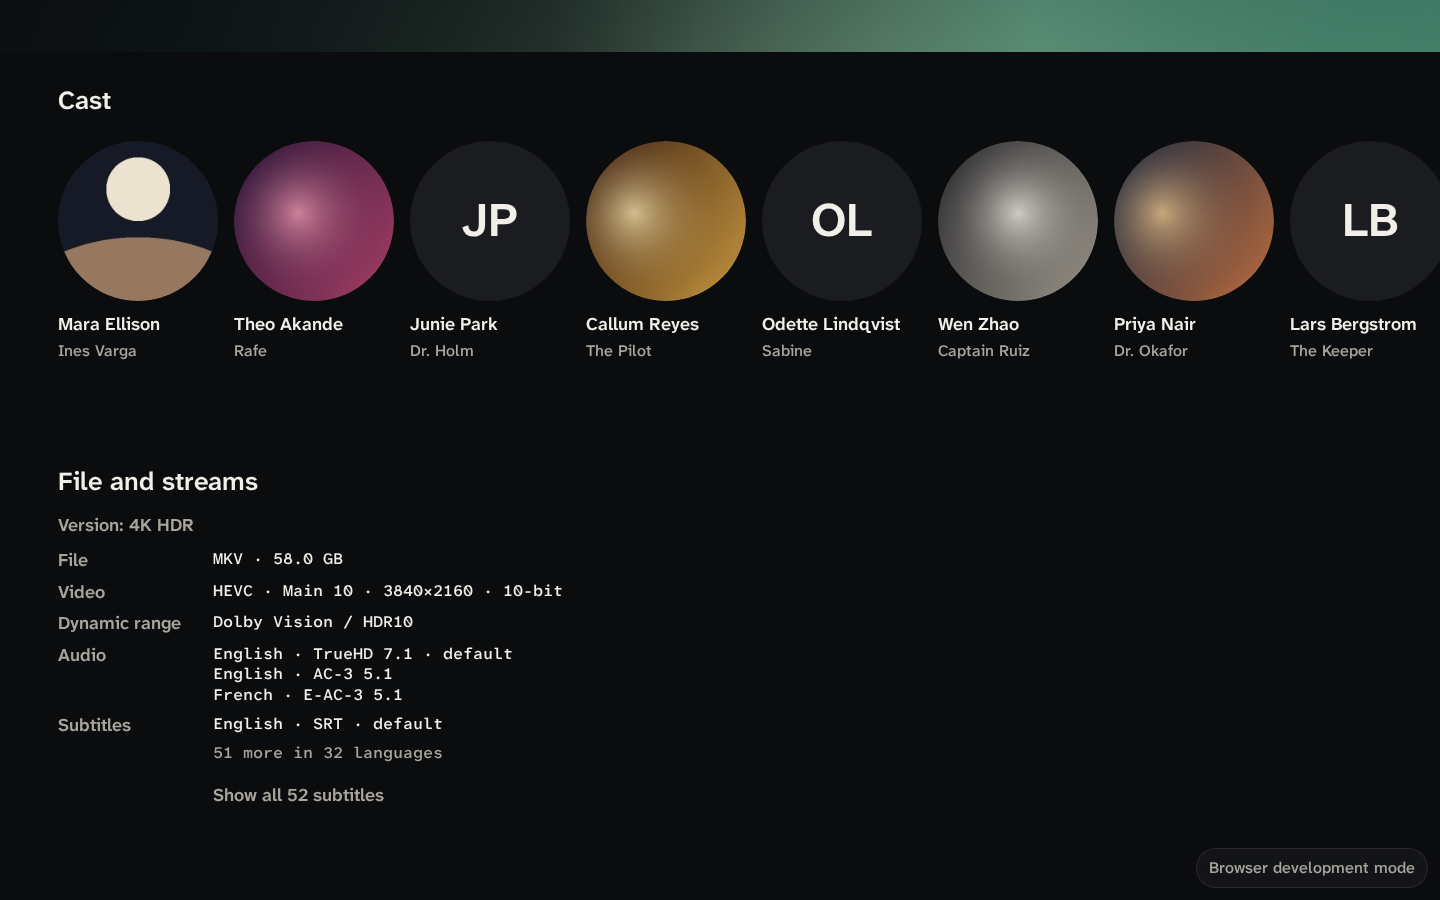 Cast
JP
OL
LB
Mara Ellison
Theo Akande
Junie Park
Callum Reyes
Odette Lindqvist
Wen Zhao
Priya Nair
Lars Bergstrom
Ines Varga
Rafe
Dr. Holm
The Pilot
Sabine
Captain Ruiz
Dr. Okafor
The Keeper
File and streams
Version: 4K HDR
File MKV · 58.0 GB
Video HEVC · Main 10 · 3840×2160 · 10-bit
Dynamic range Dolby Vision / HDR10
Audio English · TrueHD 7.1 · default
English · AC-3 5.1
French · E-AC-3 5.1
Subtitles English · SRT · default
51 more in 32 languages
Show all 52 subtitles
Browser development mode